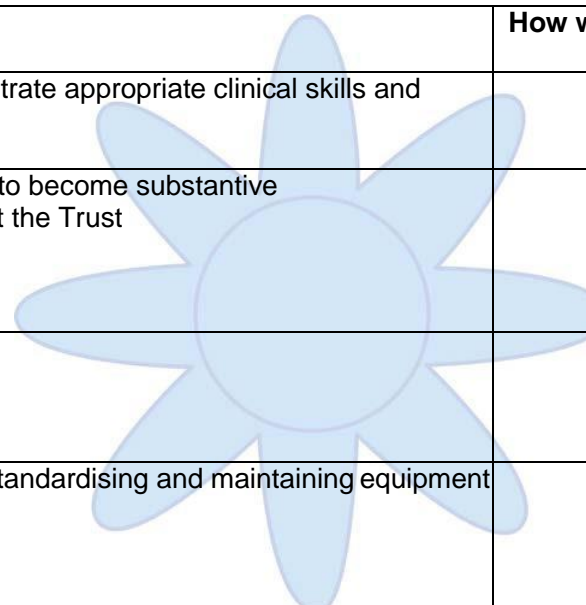 How w
trate appropriate clinical skills and
to become substantive
t the Trust
tandardising and maintaining equipment